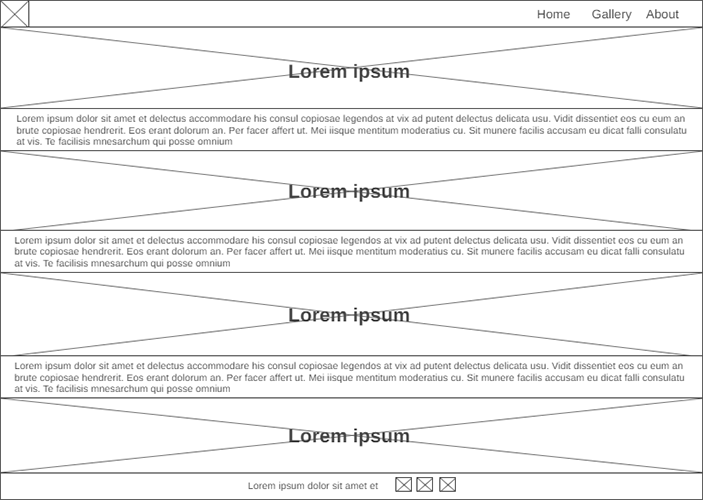 Home Gallery About
Lorem ipsum
Lorem ipsum dolor sit amet et delectus accommodare his consul copiosae legendos at vix ad putent delectus delicata usu. Vidit dissentiet eos cu eum an
brute copiosae hendrerit. Eos erant dolorum an. Per facer affert ut. Mei iisque mentitum moderatius cu. Sit munere facilis accusam eu dicat falli consulatu
at vis. Te facilisis mnesarchum qui posse omnium
Lorem ipsum
Lorem ipsum dolor sit amet et delectus accommodare his consul copiosae legendos at vix ad putent delectus delicata usu. Vidit dissentiet eos cu eum an
brute copiosae hendrerit. Eos erant dolorum an. Per facer affert ut. Mei iisque mentitum moderatius cu. Sit munere facilis accusam eu dicat falli consulatu
at vis. Te facilisis mnesarchum qui posse omnium
Lorem ipsum
Lorem ipsum dolor sit amet et delectus accommodare his consul copiosae legendos at vix ad putent delectus delicata usu. Vidit dissentiet eos cu eum an
brute copiosae hendrerit. Eos erant dolorum an. Per facer affert ut. Mei iisque mentitum moderatius cu. Sit munere facilis accusam eu dicat falli consulatu
at vis. Te facilisis mnesarchum qui posse omnium
Lorem ipsum
Lorem ipsum dolor sit amet et